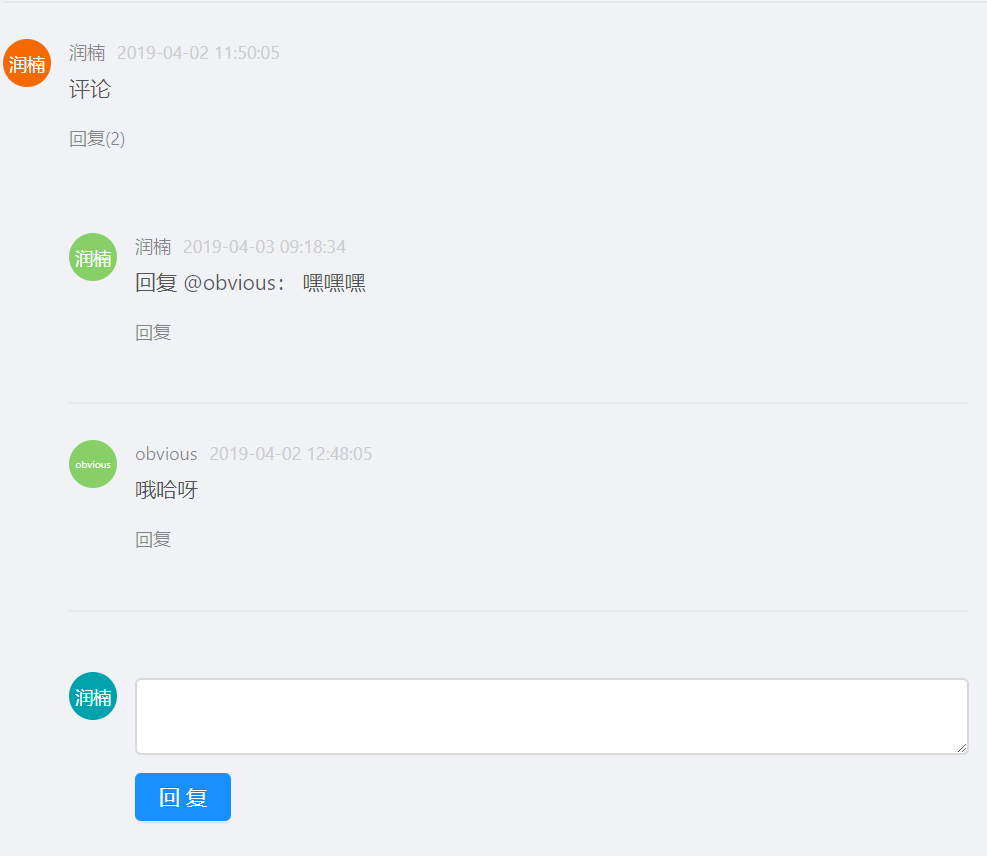 润楠 润楠 2019-04-02 11:50:05
评论
回复(2)
润楠 润楠 2019-04-03 09:18:34
回复 @obvious： 嘿嘿嘿
回复
obvious obvious 2019-04-02 12:48:05
哦哈呀
回复
润楠
回 复